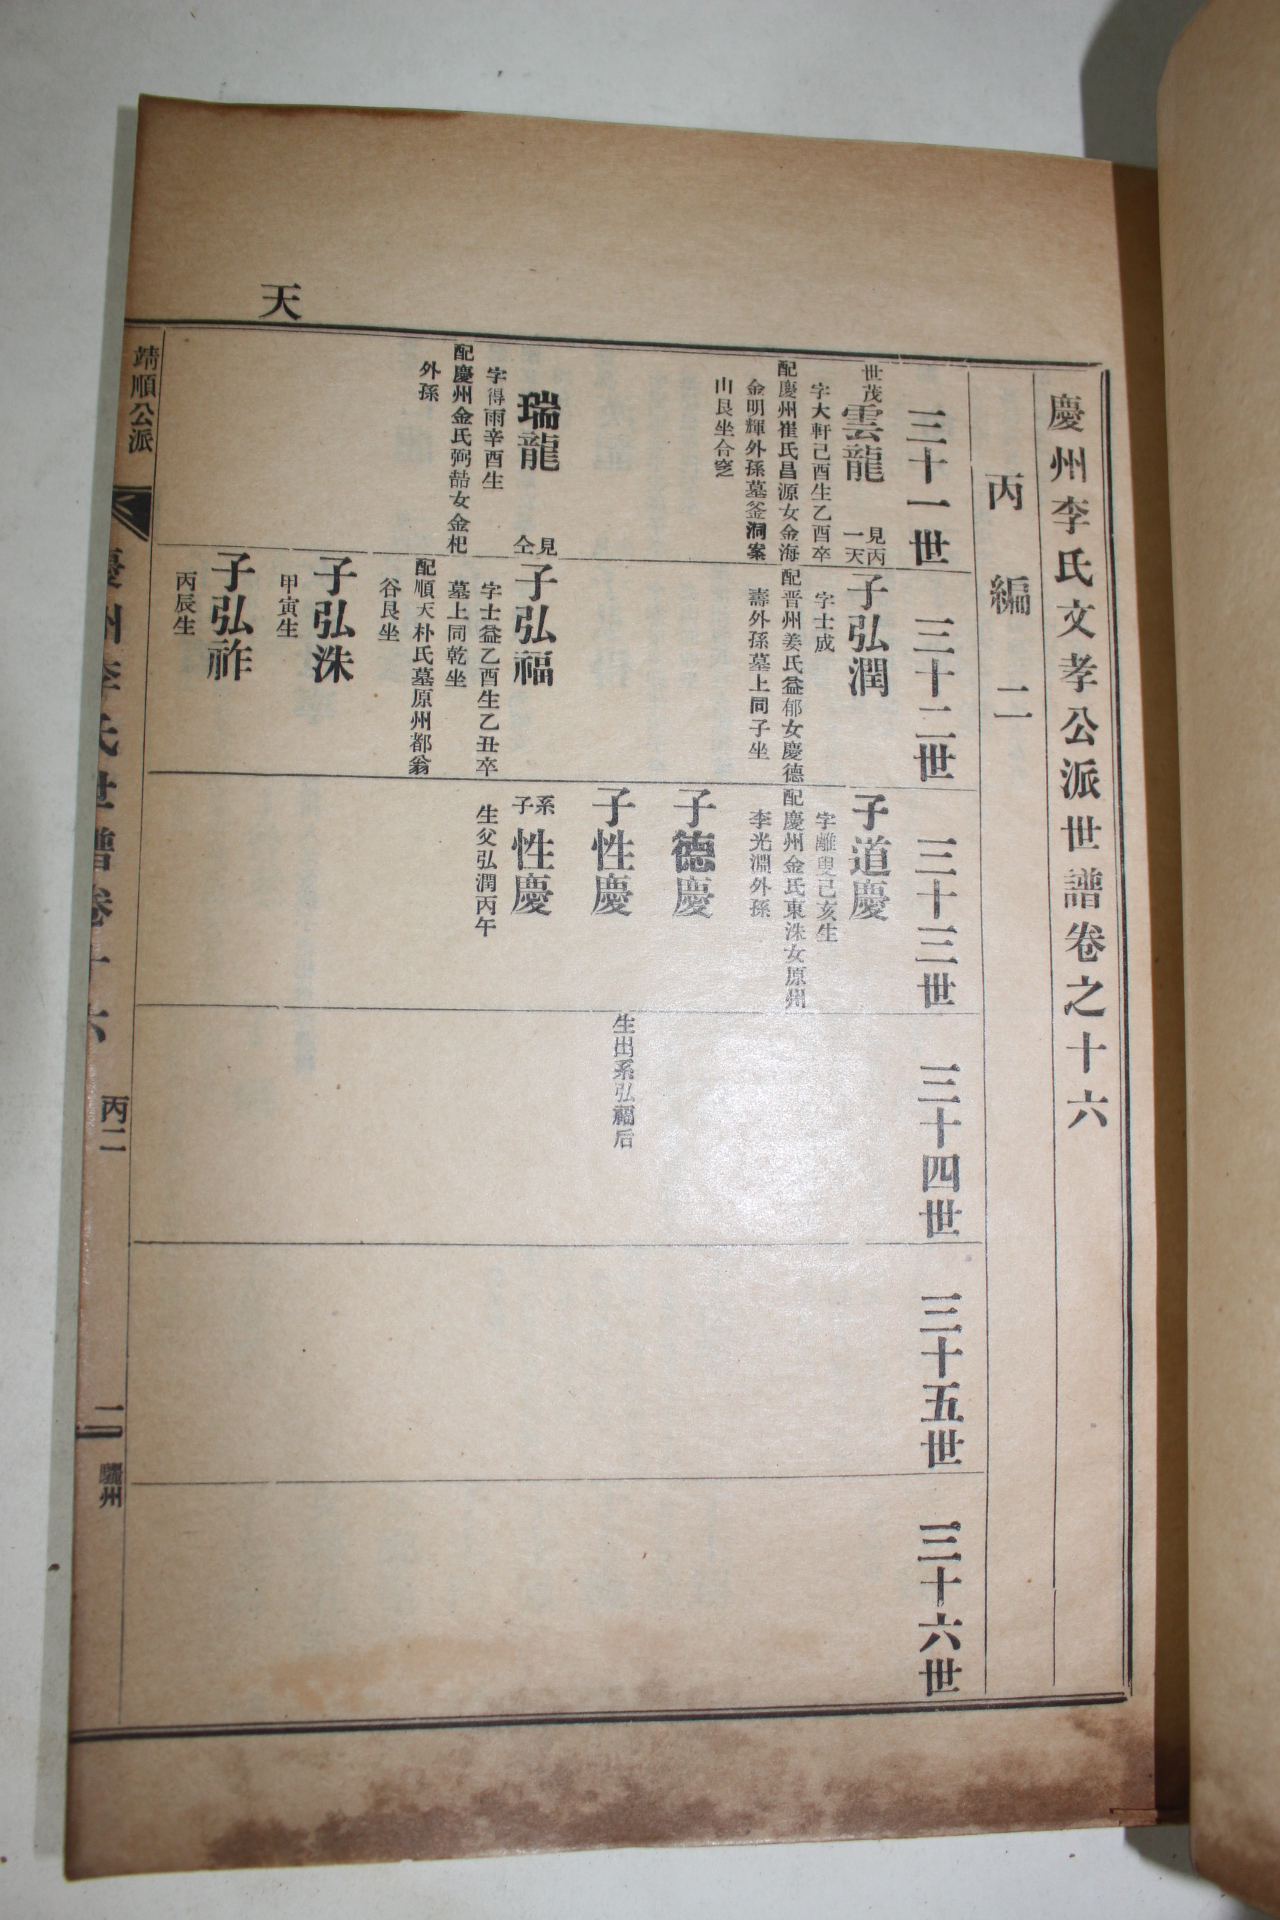 慶州李氏文孝公派世譜卷之十六
丙編二
三十一世
三十二世
三十三世
三十四世
三十五世
三十六世
天
世茂
雲龍
見丙一天
字大軒己酉生乙酉卒
配慶州崔氏昌源女金海
金明輝外孫墓釜洞案
山艮坐合窆
瑞龍
見仝
字得雨辛酉生
配慶州金氏弼喆女金杞
外孫
子弘潤
字士成
配晋州姜氏益郁女慶德
壽外孫墓上同子坐
子弘福
字士益乙酉生乙丑卒
墓上同乾坐
配順天朴氏墓原州都翁
谷艮坐
子弘洙
甲寅生
子弘祚
丙辰生
子道慶
字離叟己亥生
配慶州金氏東洙女原州
李光淵外孫
子德慶
子性慶
生出系弘福后
系子性慶
生父弘潤丙午
靖順公派
慶州李氏世譜卷十六
丙二
二
驪州